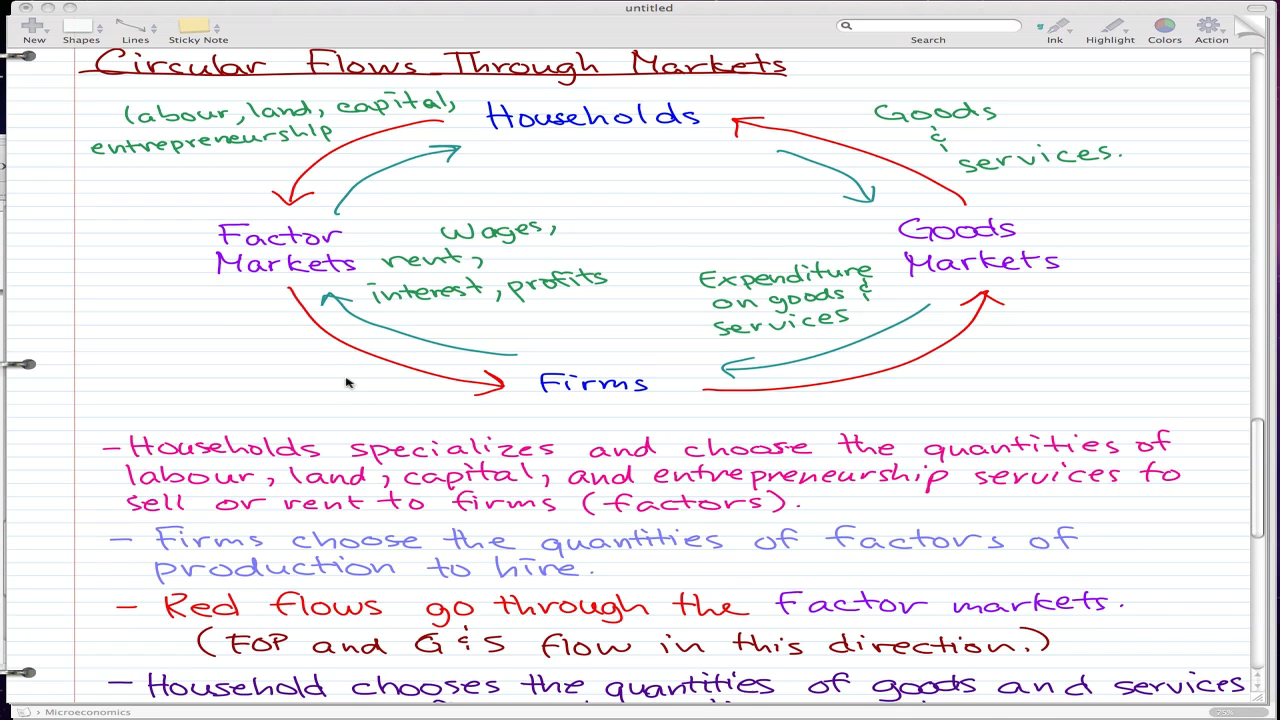 untitled
New Shapes Lines Sticky Note Search Ink Highlight Colors Action
Circular Flows Through Markets
labour, land, capital,
entrepreneurship
Households
Goods
&
services.
Factor
Markets
Wages,
rent,
interest, profits
Goods
Markets
Expenditure
on goods &
services
Firms
- Households specializes and choose the quantities of
labour, land, capital, and entrepreneurship services to
sell or rent to firms (factors).
- Firms choose the quantities of factors of
production to hire.
- Red flows go through the Factor markets.
(FOP and G & S flow in this direction.)
- Household chooses the quantities of goods and services
Microeconomics
75%